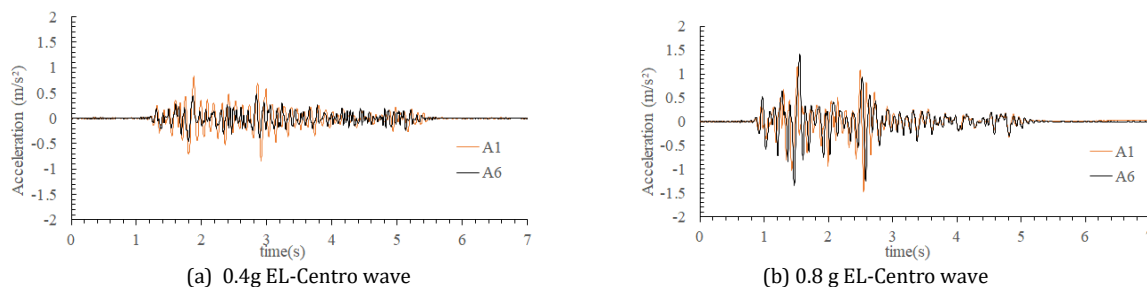 2
1.5
1
0.5
0
-0.5
-1
-1.5
-2
Acceleration (m/s²)
A1
A6
0 1 2 3 4 5 6 7
time(s)
(a) 0.4g EL-Centro wave
2
1.5
1
0.5
0
-0.5
-1
-1.5
-2
Acceleration (m/s²)
A1
A6
0 1 2 3 4 5 6 7
time(s)
(b) 0.8 g EL-Centro wave